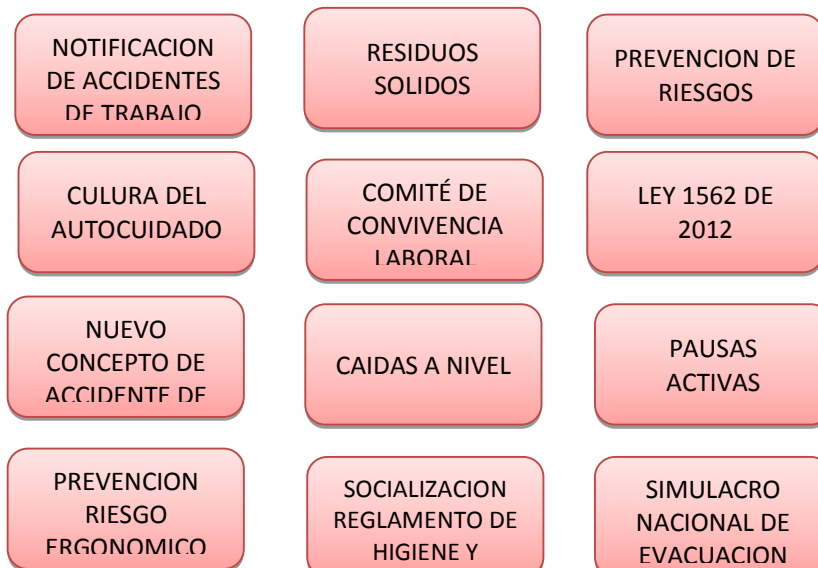 NOTIFICACION
DE ACCIDENTES
DE TRABAJO
RESIDUOS
SOLIDOS
PREVENCION DE
RIESGOS
CULURA DEL
AUTOCUIDADO
COMITÉ DE
CONVIVENCIA
LABORAL
LEY 1562 DE
2012
NUEVO
CONCEPTO DE
ACCIDENTE DE
CAIDAS A NIVEL
PAUSAS
ACTIVAS
PREVENCION
RIESGO
ERGONOMICO
SOCIALIZACION
REGLAMENTO DE
HIGIENE Y
SIMULACRO
NACIONAL DE
EVACUACION